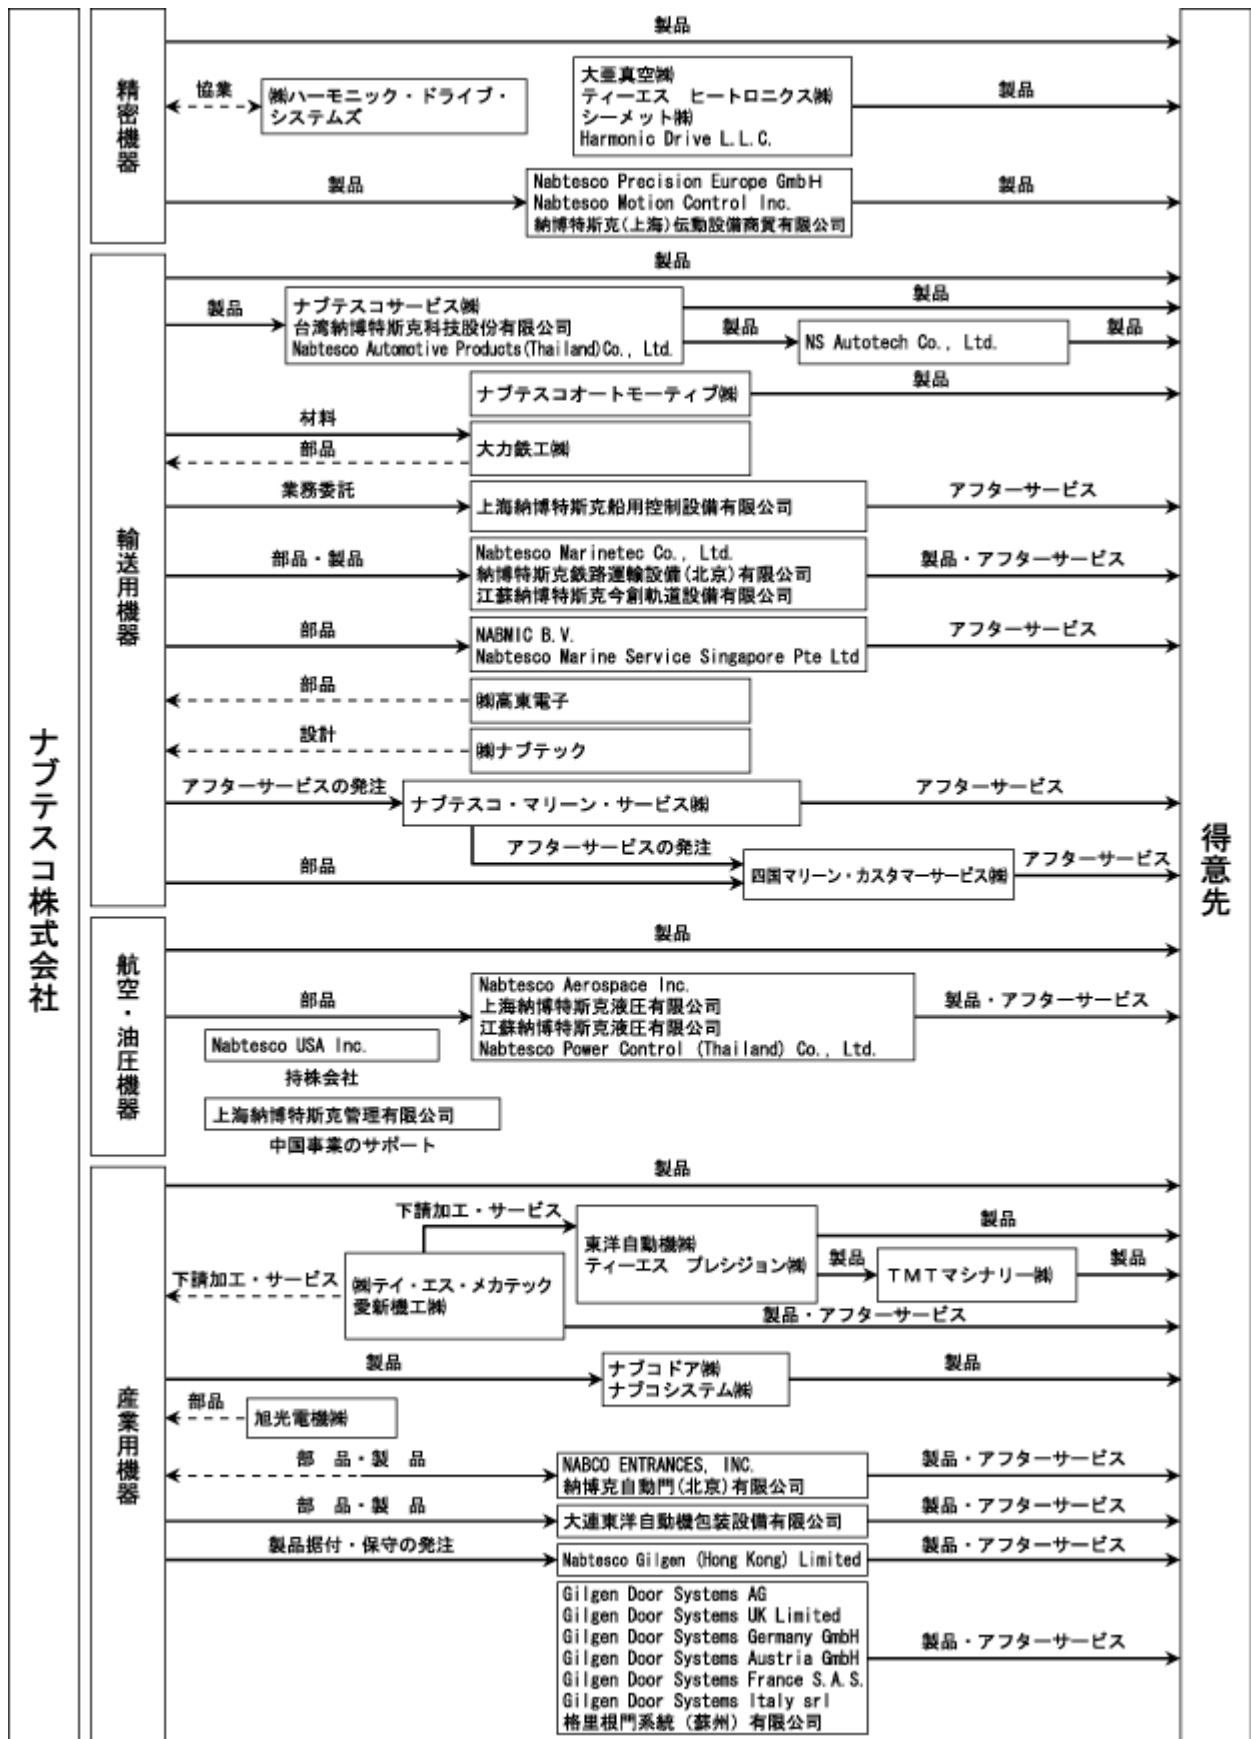 ナブテスコ株式会社
精密機器
製品
協業
㈱ハーモニック・ドライブ・
システムズ
大亜真空㈱
ティーエス ヒートロニクス㈱
シーメット㈱
Harmonic Drive L.L.C.
製品
製品
Nabtesco Precision Europe GmbH
Nabtesco Motion Control Inc.
納博特斯克(上海)伝動設備商貿有限公司
製品
輸送用機器
製品
製品
ナブテスコサービス㈱
台湾納博特斯克科技股份有限公司
Nabtesco Automotive Products(Thailand)Co., Ltd.
製品
製品
NS Autotech Co., Ltd.
製品
ナブテスコオートモーティブ㈱
製品
材料
部品
大力鉄工㈱
業務委託
上海納博特斯克船用控制設備有限公司
アフターサービス
部品・製品
Nabtesco Marinetec Co., Ltd.
納博特斯克鉄路運輸設備(北京)有限公司
江蘇納博特斯克今創軌道設備有限公司
製品・アフターサービス
部品
NABMIC B.V.
Nabtesco Marine Service Singapore Pte Ltd
アフターサービス
部品
㈱高東電子
設計
㈱ナブテック
アフターサービスの発注
ナブテスコ・マリーン・サービス㈱
アフターサービス
アフターサービスの発注
部品
四国マリーン・カスタマーサービス㈱
アフターサービス
航空・油圧機器
製品
部品
Nabtesco Aerospace Inc.
上海納博特斯克液圧有限公司
江蘇納博特斯克液圧有限公司
Nabtesco Power Control (Thailand) Co., Ltd.
製品・アフターサービス
Nabtesco USA Inc.
持株会社
上海納博特斯克管理有限公司
中国事業のサポート
産業用機器
製品
下請加工・サービス
東洋自動機㈱
ティーエス プレシジョン㈱
製品
製品
TMTマシナリー㈱
製品
下請加工・サービス
㈱テイ・エス・メカテック
愛新機工㈱
製品・アフターサービス
製品
ナブコドア㈱
ナブコシステム㈱
製品
部品
旭光電機㈱
部 品・製 品
NABCO ENTRANCES, INC.
納博克自動門(北京)有限公司
製品・アフターサービス
部 品・製 品
大連東洋自動機包装設備有限公司
製品・アフターサービス
製品据付・保守の発注
Nabtesco Gilgen (Hong Kong) Limited
製品・アフターサービス
Gilgen Door Systems AG
Gilgen Door Systems UK Limited
Gilgen Door Systems Germany GmbH
Gilgen Door Systems Austria GmbH
Gilgen Door Systems France S.A.S.
Gilgen Door Systems Italy srl
格里根門系統（蘇州）有限公司
製品・アフターサービス
得意先